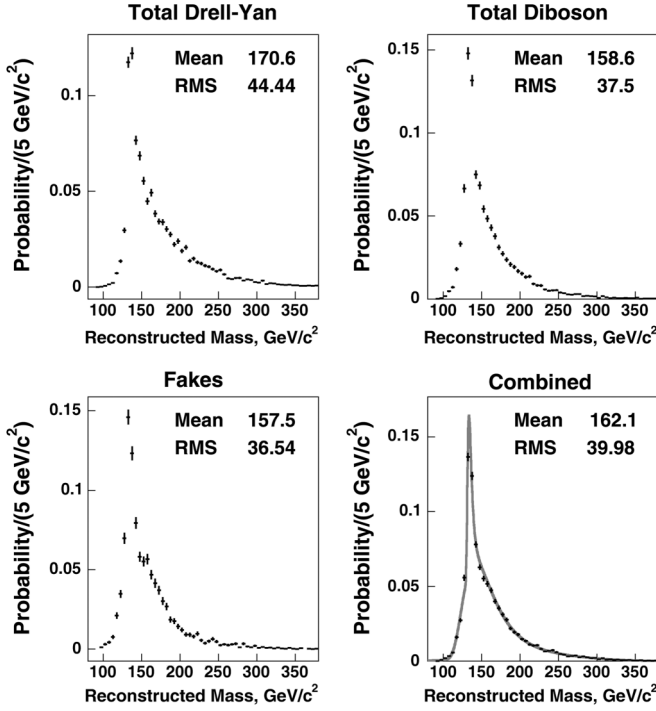 Total Drell-Yan
Probability/(5 GeV/c²)
Mean 170.6
RMS 44.44
0.1
0.05
0
100 150 200 250 300 350
Reconstructed Mass, GeV/c²
Total Diboson
Probability/(5 GeV/c²)
Mean 158.6
RMS 37.5
0.15
0.1
0.05
0
100 150 200 250 300 350
Reconstructed Mass, GeV/c²
Fakes
Probability/(5 GeV/c²)
Mean 157.5
RMS 36.54
0.15
0.1
0.05
0
100 150 200 250 300 350
Reconstructed Mass, GeV/c²
Combined
Probability/(5 GeV/c²)
Mean 162.1
RMS 39.98
0.15
0.1
0.05
0
100 150 200 250 300 350
Reconstructed Mass, GeV/c²